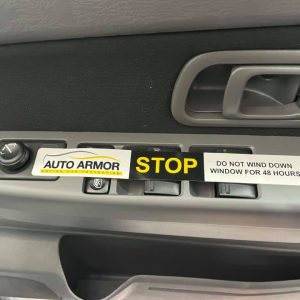 AUTO ARMOR
STOP
DO NOT WIND DOWN
WINDOW FOR 48 HOURS